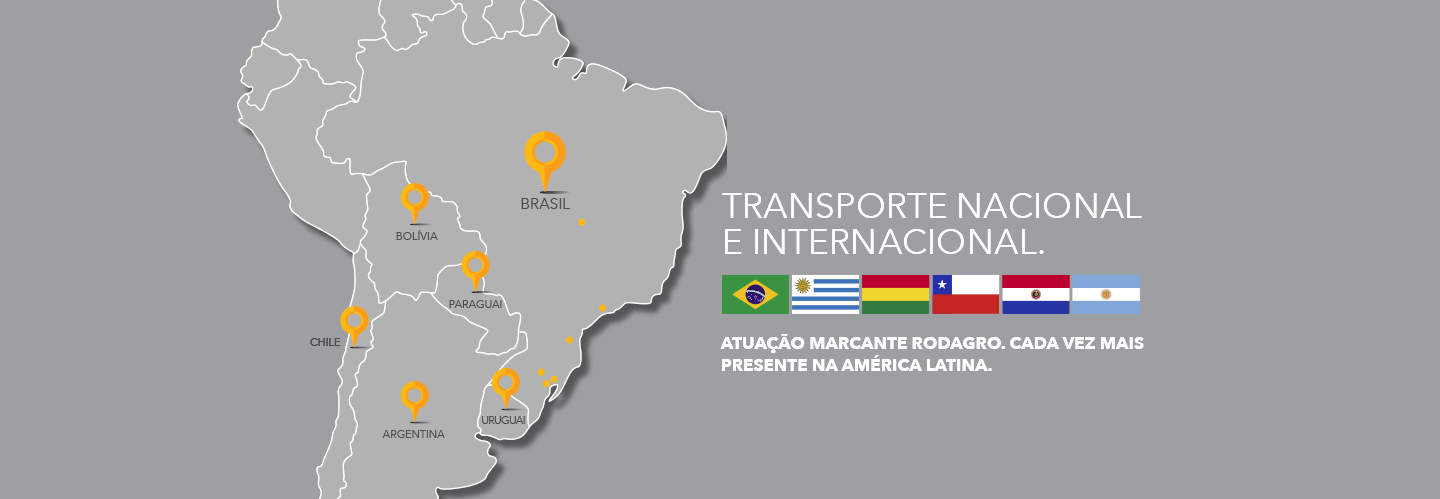 BRASIL
BOLÍVIA
PARAGUAI
CHILE
URUGUAI
ARGENTINA
TRANSPORTE NACIONAL
E INTERNACIONAL.
ATUAÇÃO MARCANTE RODAGRO. CADA VEZ MAIS
PRESENTE NA AMÉRICA LATINA.